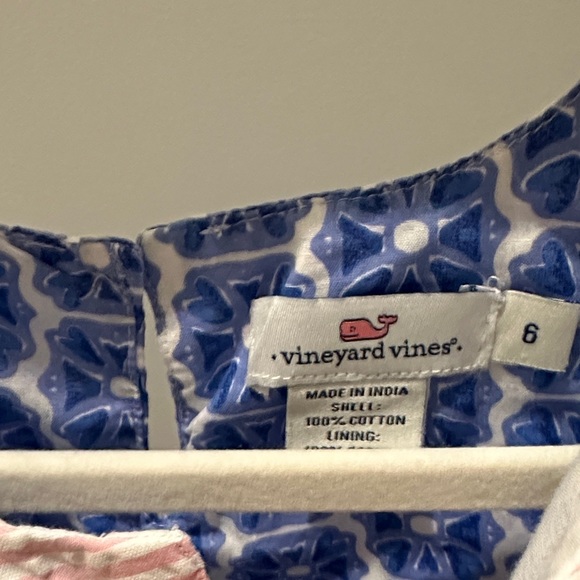 ·vineyard vines®·
6
MADE IN INDIA
SHELL:
100% COTTON
LINING: